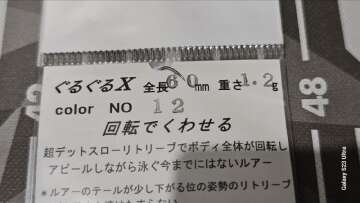 ぐるぐるX 全長60mm 重さ1.2g
color NO 12
回転でくわせる
超デットスローリトリーブでボディ全体が回転し
アピールしながら泳ぐ今までにはないルアー
*ルアーのテールが少し下がる位の姿勢のリトリーブ
48
Galaxy S23 Ultra